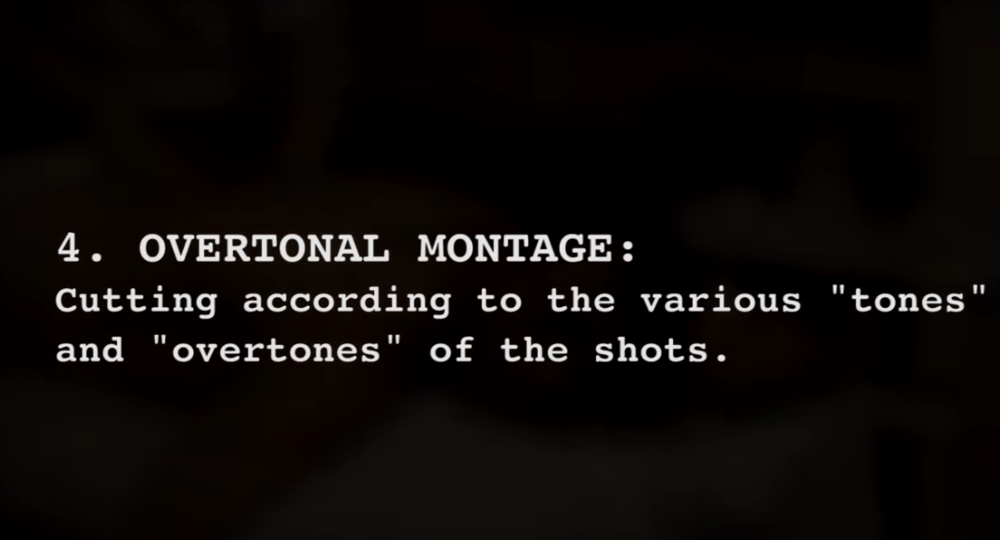 4. OVERTONAL MONTAGE:
Cutting according to the various "tones"
and "overtones" of the shots.